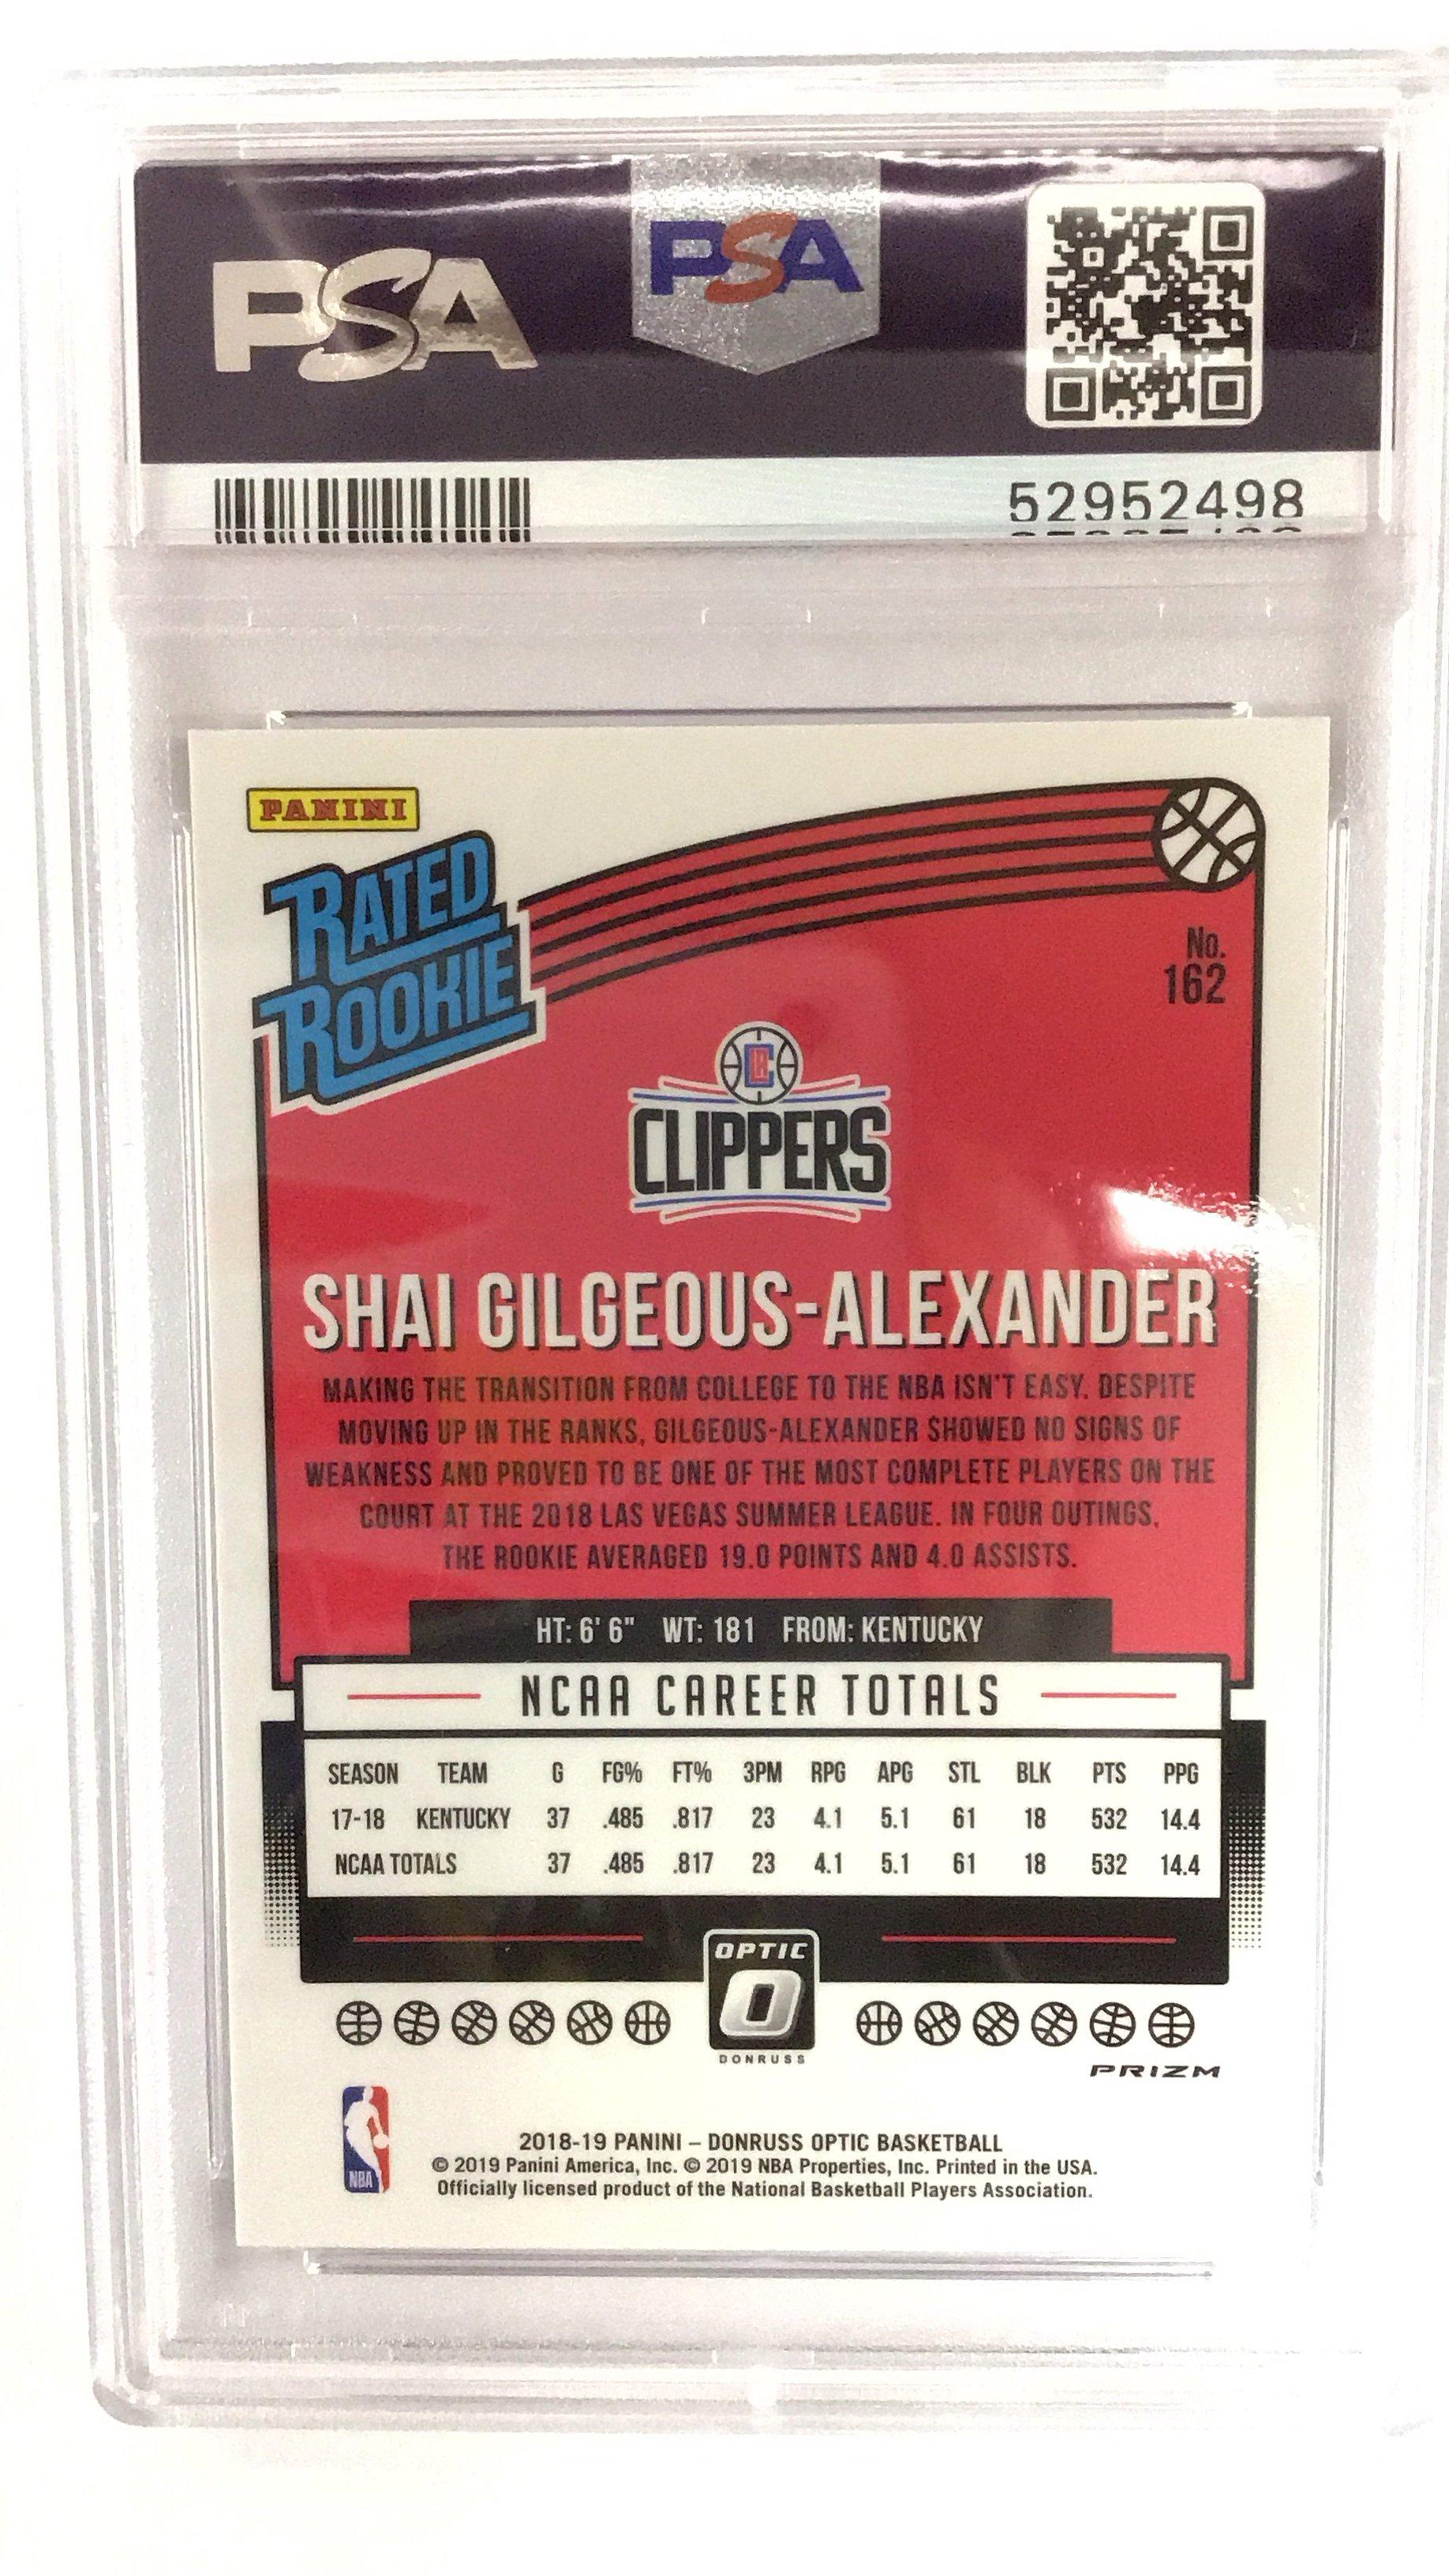 PSA
PSA
52952498
PANINI
RATED
ROOKIE
No.
162
LA
CLIPPERS
SHAI GILGEOUS-ALEXANDER
MAKING THE TRANSITION FROM COLLEGE TO THE NBA ISN'T EASY. DESPITE
MOVING UP IN THE RANKS, GILGEOUS-ALEXANDER SHOWED NO SIGNS OF
WEAKNESS AND PROVED TO BE ONE OF THE MOST COMPLETE PLAYERS ON THE
COURT AT THE 2018 LAS VEGAS SUMMER LEAGUE. IN FOUR OUTINGS,
THE ROOKIE AVERAGED 19.0 POINTS AND 4.0 ASSISTS.
HT: 6' 6" WT: 181 FROM: KENTUCKY
NCAA CAREER TOTALS
SEASON TEAM G FG% FT% 3PM RPG APG STL BLK PTS PPG
17-18 KENTUCKY 37 .485 .817 23 4.1 5.1 61 18 532 14.4
NCAA TOTALS 37 .485 .817 23 4.1 5.1 61 18 532 14.4
OPTIC
O
DONRUSS
PRIZM
NBA
2018-19 PANINI – DONRUSS OPTIC BASKETBALL
© 2019 Panini America, Inc. © 2019 NBA Properties, Inc. Printed in the USA.
Officially licensed product of the National Basketball Players Association.